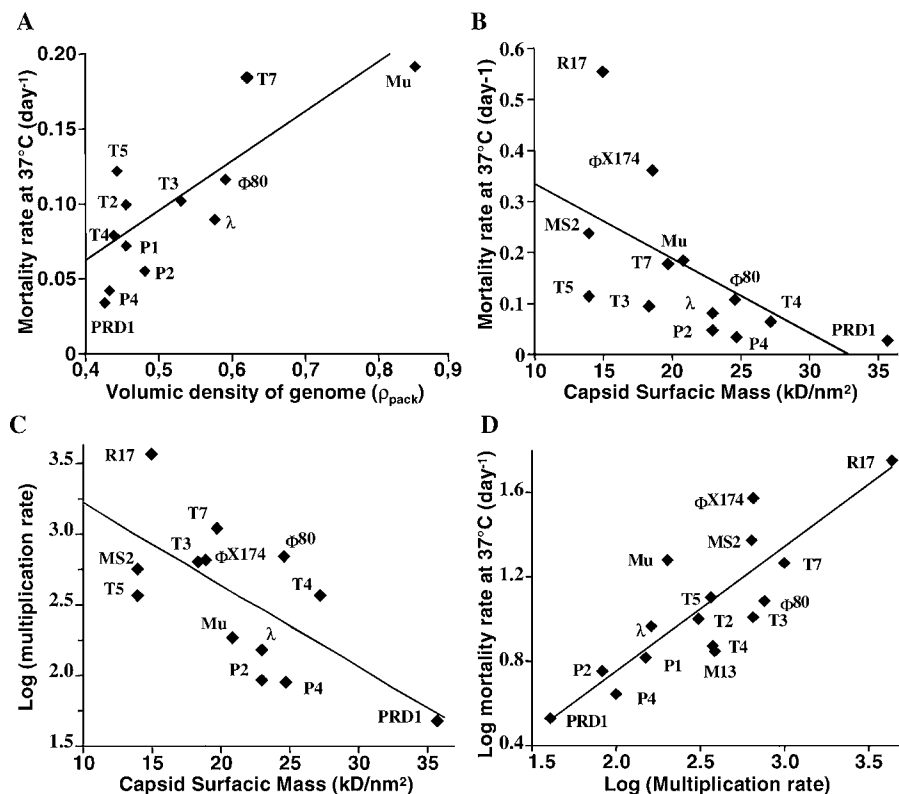 A
Mortality rate at 37°C (day⁻¹)
0.20
0.15
0.10
0.05
0
T7
Mu
T5
T3
Φ80
T2
λ
T4
P1
P2
P4
PRD1
0,4
0,5
0,6
0,7
0,8
0,9
Volumic density of genome (ρpack)
B
Mortality rate at 37°C (day-1)
0.6
0.5
0.4
0.3
0.2
0.1
0
R17
ΦX174
MS2
Mu
T7
Φ80
T5
T3
λ
T4
P2
P4
PRD1
10
15
20
25
30
35
Capsid Surfacic Mass (kD/nm²)
C
Log (multiplication rate)
3.5
3.0
2.5
2.0
1.5
R17
T7
T3
ΦX174
Φ80
MS2
T5
T4
Mu
λ
P2
P4
PRD1
10
15
20
25
30
35
Capsid Surfacic Mass (kD/nm²)
D
Log mortality rate at 37°C (day⁻¹)
1.6
1.2
0.8
0.4
R17
ΦX174
MS2
Mu
T7
T5
Φ80
λ
T2
T3
T4
P2
P1
M13
P4
PRD1
1.5
2.0
2.5
3.0
3.5
Log (Multiplication rate)